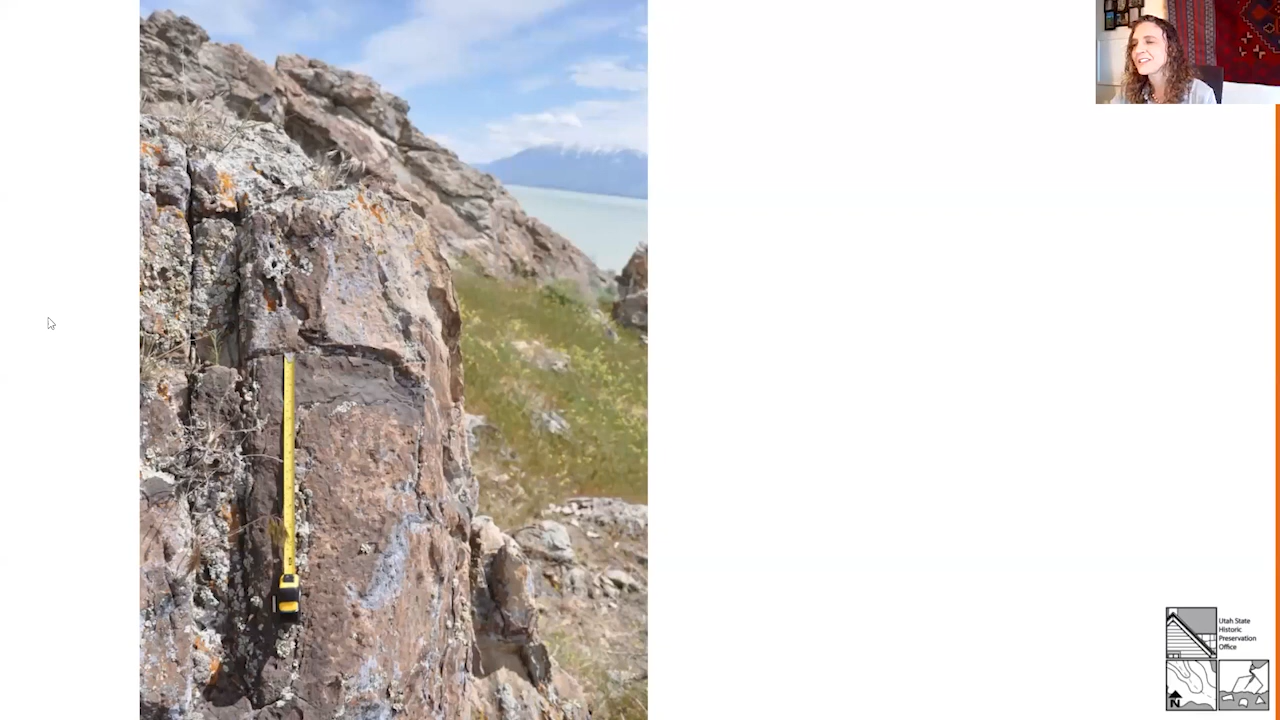 Utah State
Historic
Preservation
Office
N